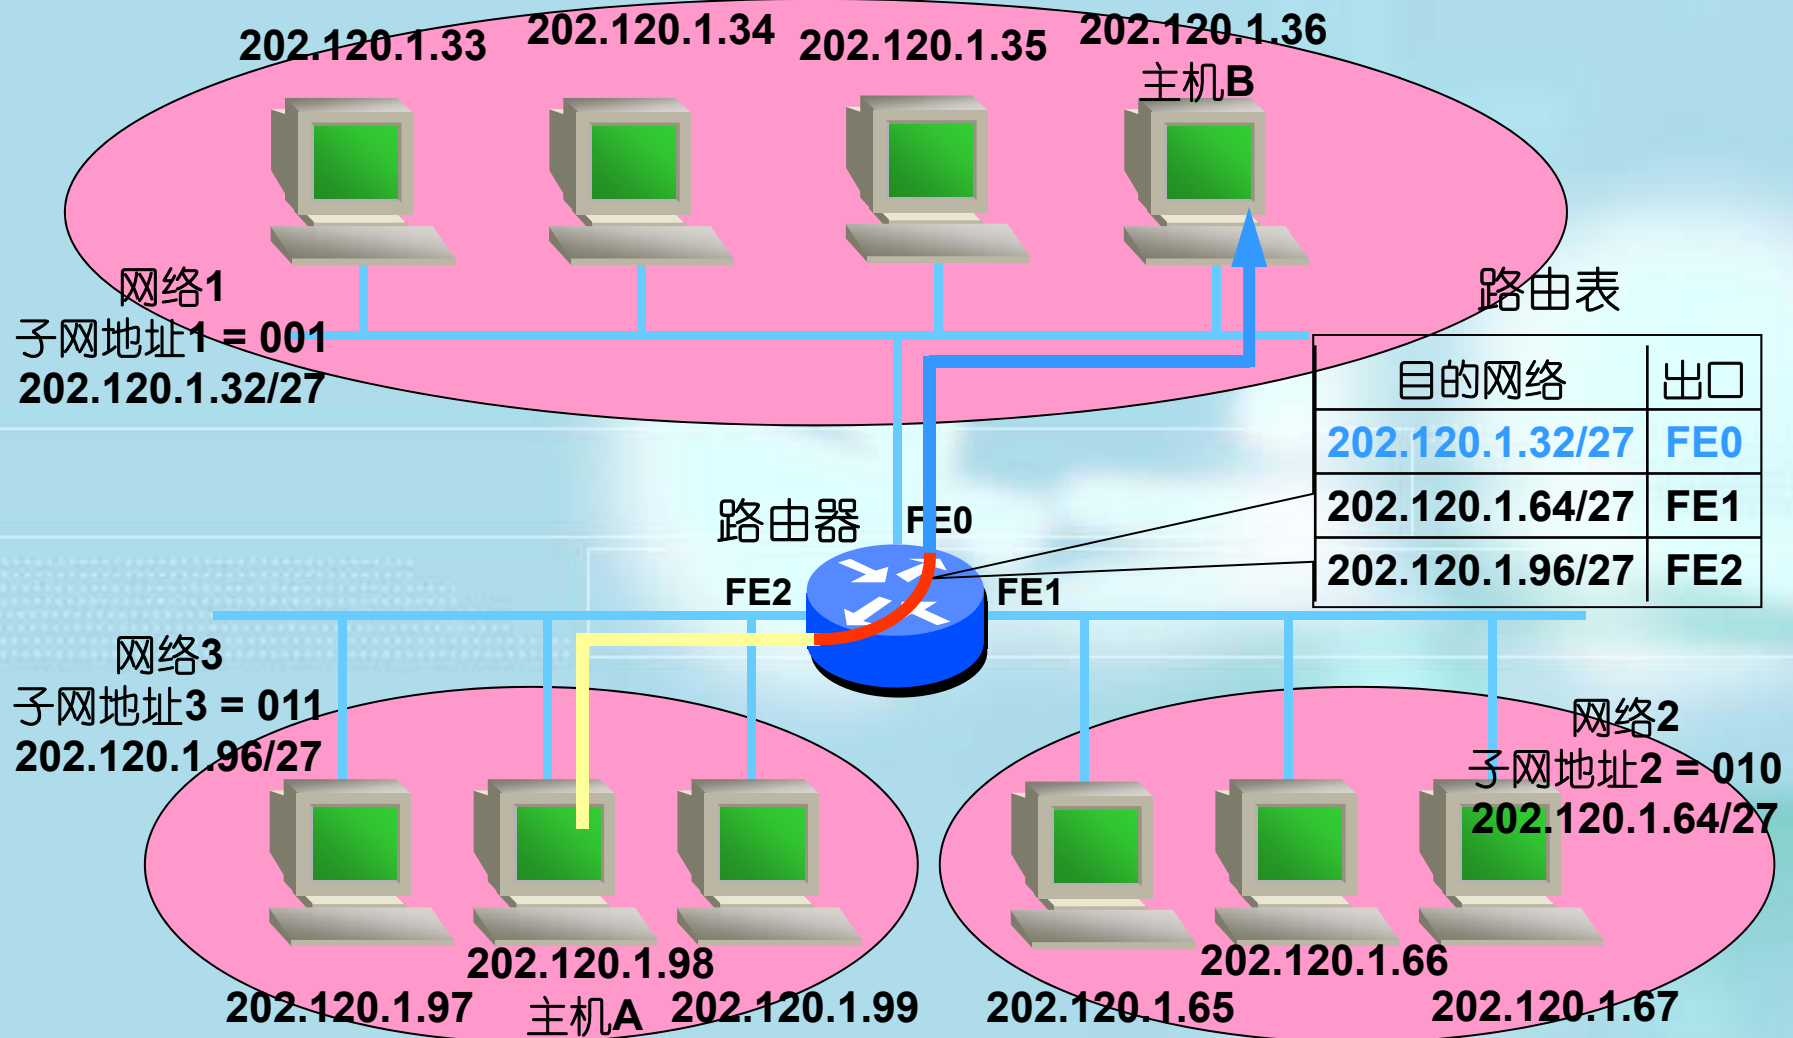 202.120.1.33
202.120.1.34
202.120.1.35
202.120.1.36
主机B
网络1
子网地址1 = 001
202.120.1.32/27
路由表
目的网络 出口
202.120.1.32/27 FE0
202.120.1.64/27 FE1
202.120.1.96/27 FE2
路由器
FE0
FE2
FE1
网络3
子网地址3 = 011
202.120.1.96/27
网络2
子网地址2 = 010
202.120.1.64/27
202.120.1.97
202.120.1.98
主机A
202.120.1.99
202.120.1.65
202.120.1.66
202.120.1.67